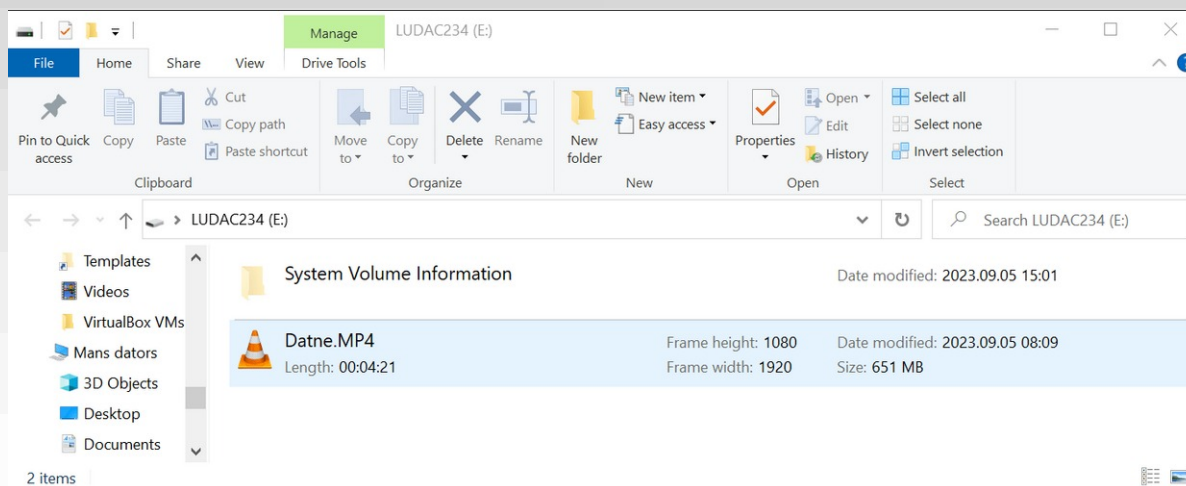 Manage LUDAC234 (E:)
File Home Share View Drive Tools
Pin to Quick access
Copy
Paste
Cut
Copy path
Paste shortcut
Move to
Copy to
Delete
Rename
New folder
New item
Easy access
Properties
Open
Edit
History
Select all
Select none
Invert selection
Clipboard Organize New Open Select
LUDAC234 (E:) Search LUDAC234 (E:)
Templates
Videos
VirtualBox VMs
Mans dators
3D Objects
Desktop
Documents
System Volume Information Date modified: 2023.09.05 15:01
Datne.MP4 Frame height: 1080 Date modified: 2023.09.05 08:09
Length: 00:04:21 Frame width: 1920 Size: 651 MB
2 items